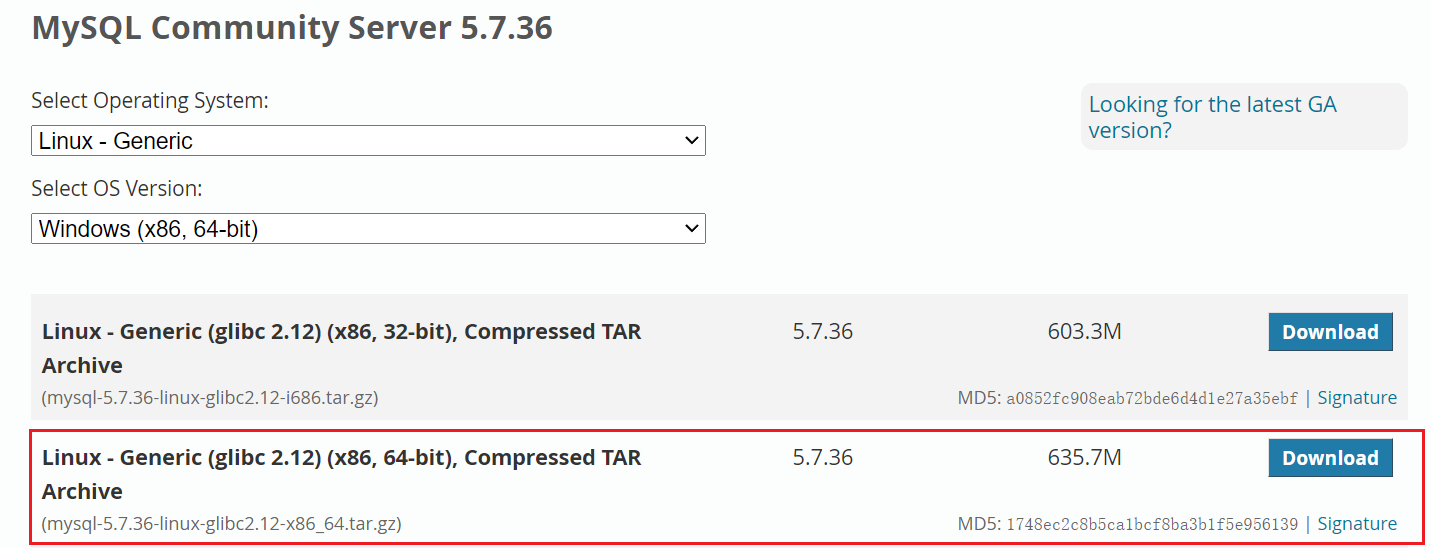 MySQL Community Server 5.7.36
Select Operating System:
Looking for the latest GA
version?
Linux - Generic
Select OS Version:
Windows (x86, 64-bit)
Linux - Generic (glibc 2.12) (x86, 32-bit), Compressed TAR 5.7.36 603.3M Download
Archive
(mysql-5.7.36-linux-glibc2.12-i686.tar.gz) MD5: a0852fc908eab72bde6d4d1e27a35ebf | Signature
Linux - Generic (glibc 2.12) (x86, 64-bit), Compressed TAR 5.7.36 635.7M Download
Archive
(mysql-5.7.36-linux-glibc2.12-x86_64.tar.gz) MD5: 1748ec2c8b5ca1bcf8ba3b1f5e956139 | Signature